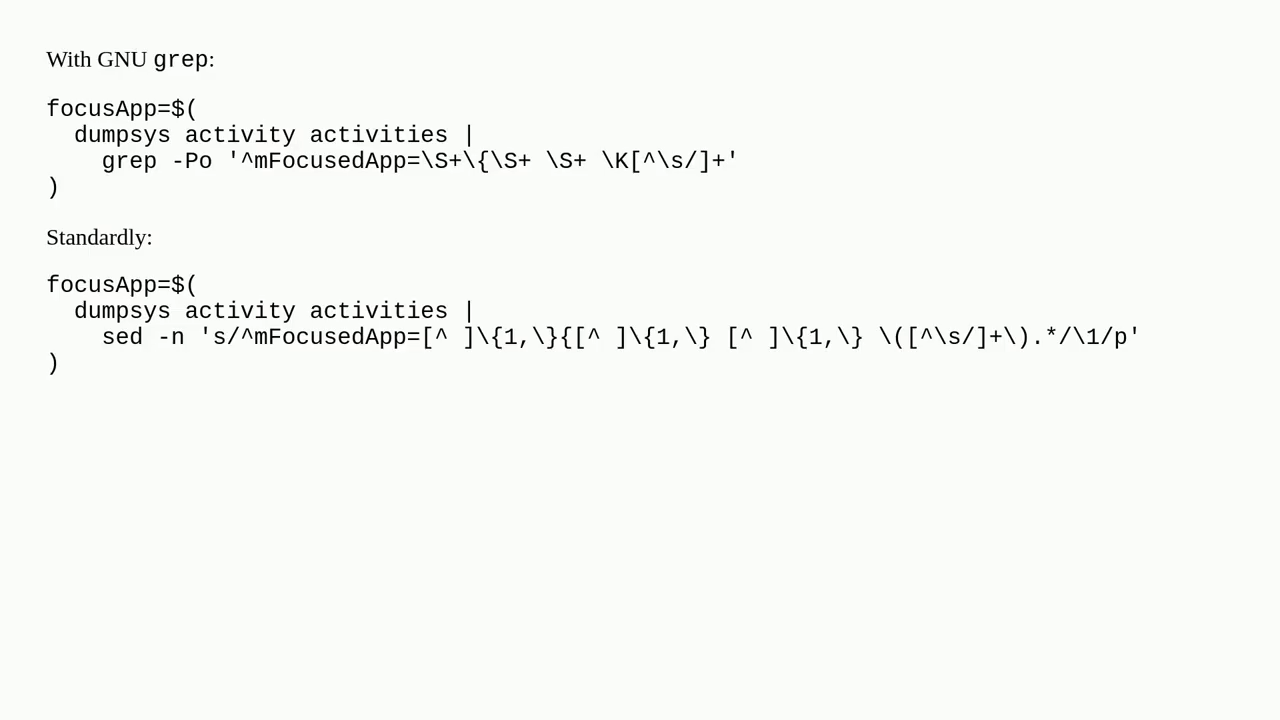 With GNU grep:
focusApp=$(
  dumpsys activity activities |
    grep -Po '^mFocusedApp=\S+\{\S+ \S+ \K[^\s/]+'
)
Standardly:
focusApp=$(
  dumpsys activity activities |
    sed -n 's/^mFocusedApp=[^ ]\{1,\}{[^ ]\{1,\} [^ ]\{1,\} \([^\s/]+\).*/\1/p'
)